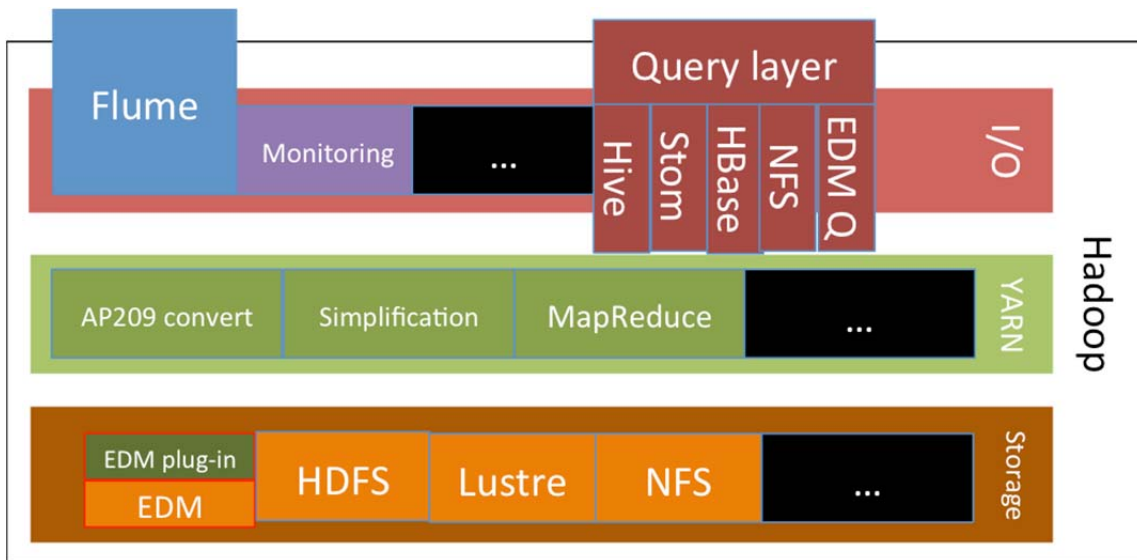 Flume
Monitoring
...
Query layer
Hive
Stom
HBase
NFS
EDM Q
I/O
AP209 convert
Simplification
MapReduce
...
YARN
Hadoop
EDM plug-in
EDM
HDFS
Lustre
NFS
...
Storage